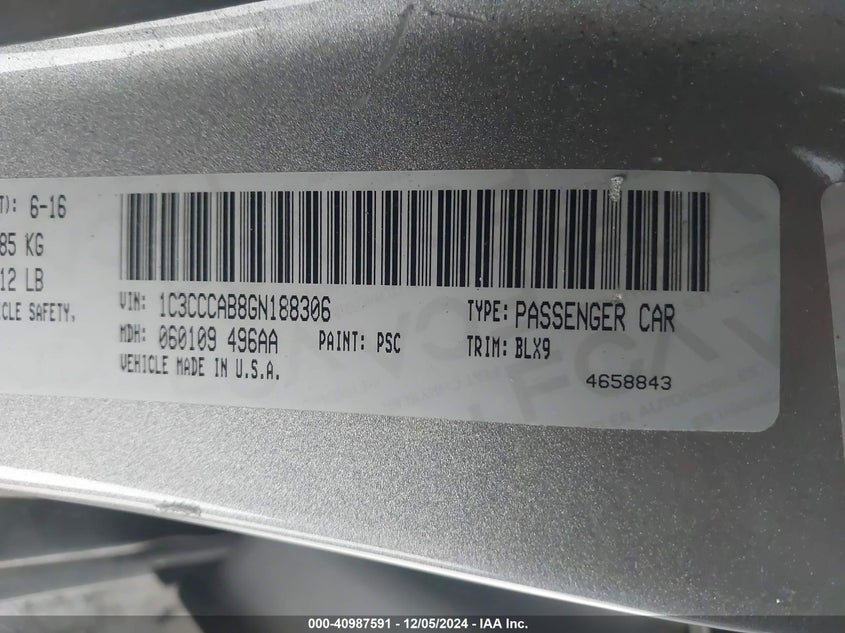 T): 6-16
85 KG
12 LB
ICLE SAFETY,
VIN: 1C3CCCAB8GN188306
TYPE: PASSENGER CAR
MDH: 060109 496AA
PAINT: PSC
TRIM: BLX9
VEHICLE MADE IN U.S.A.
4658843
000-40987591 - 12/05/2024 - IAA Inc.